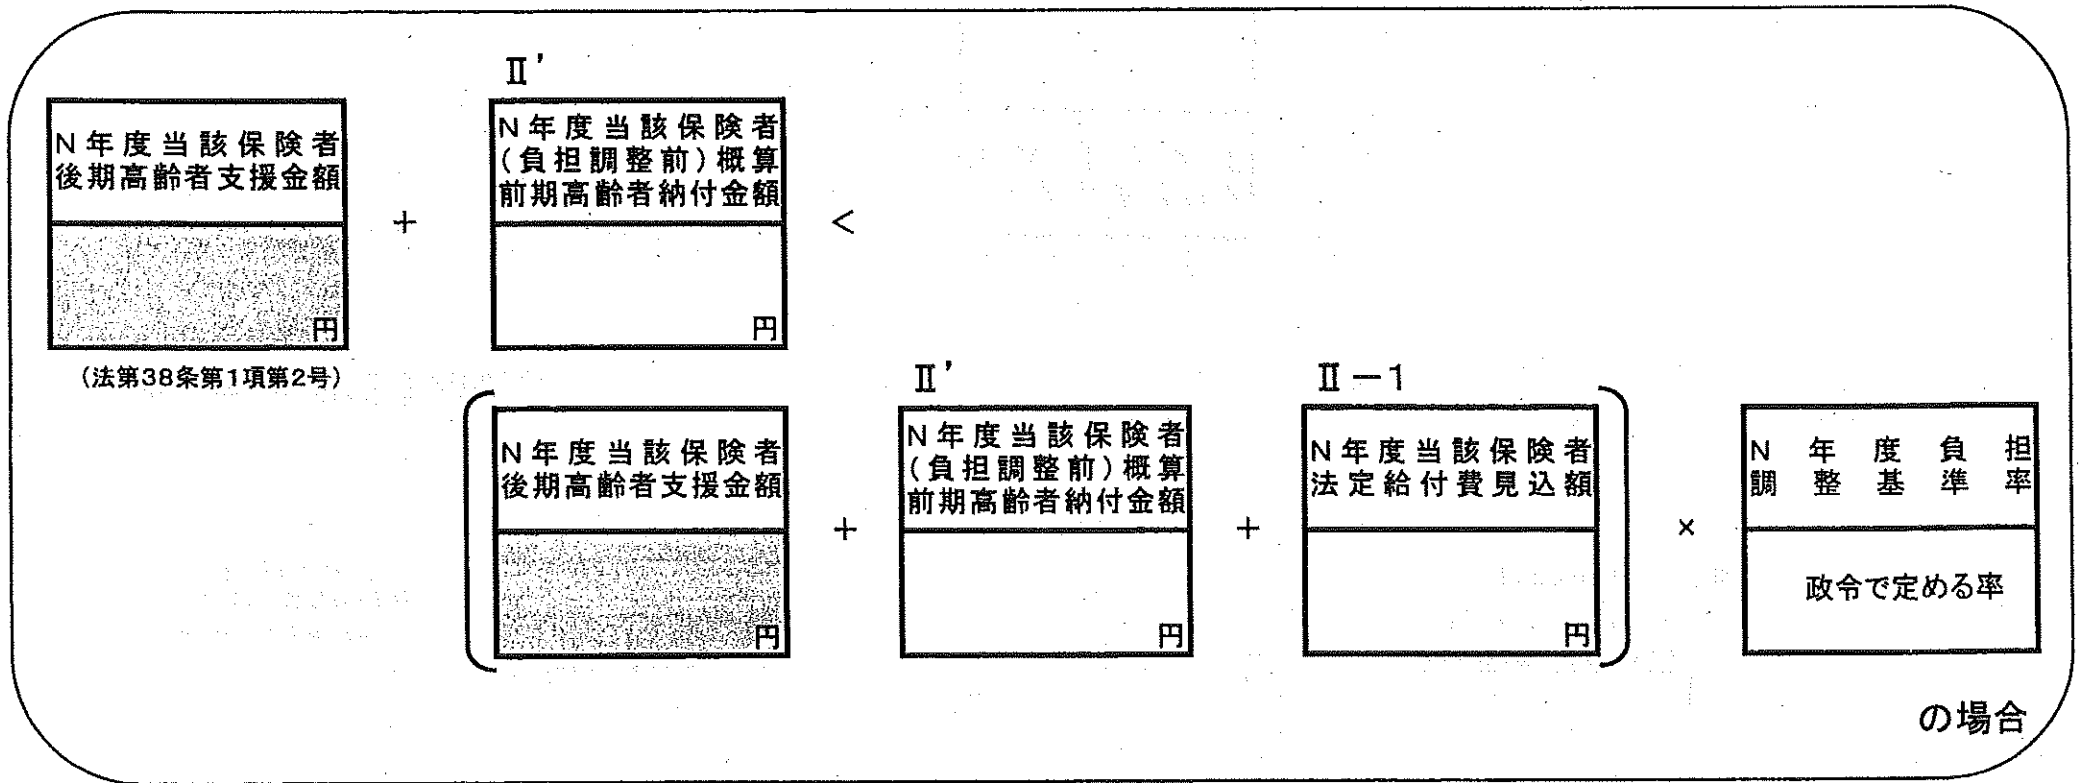 Ⅱ'
N年度当該保険者
後期高齢者支援金額
円
(法第38条第1項第2号)
+
N年度当該保険者
(負担調整前)概算
前期高齢者納付金額
円
<
N年度当該保険者
後期高齢者支援金額
円
+
Ⅱ'
N年度当該保険者
(負担調整前)概算
前期高齢者納付金額
円
+
Ⅱ-1
N年度当該保険者
法定給付費見込額
円
×
N年度負担
調整基準率
政令で定める率
の場合